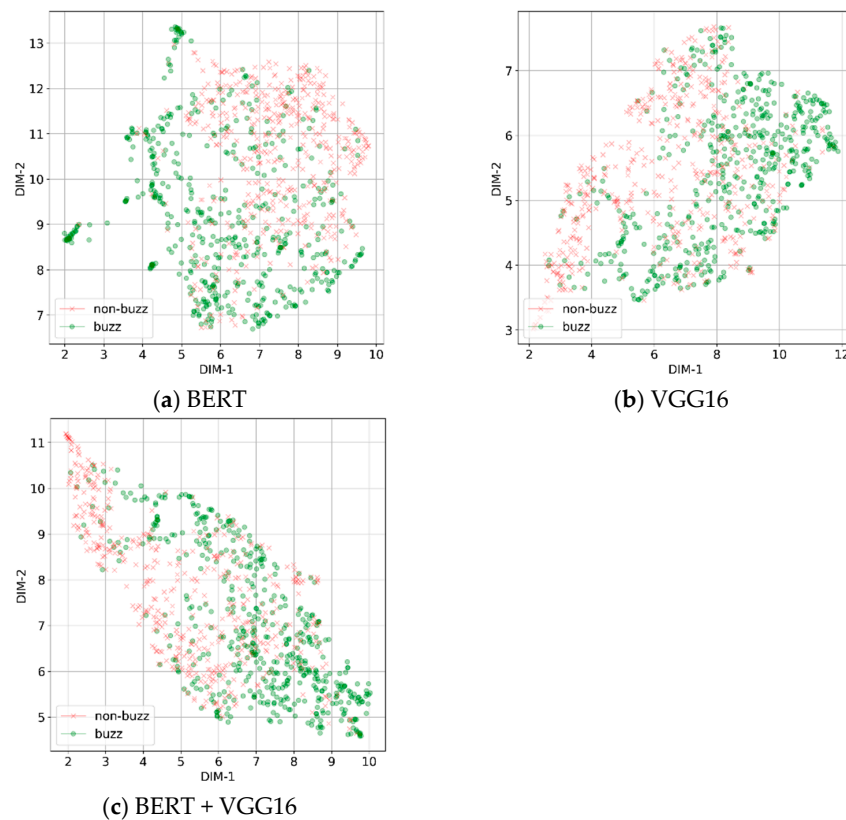 13
12
11
10
9
8
7
DIM-2
non-buzz
buzz
2 3 4 5 6 7 8 9 10
DIM-1
(a) BERT
7
6
5
4
3
DIM-2
non-buzz
buzz
2 4 6 8 10 12
DIM-1
(b) VGG16
11
10
9
8
7
6
5
DIM-2
non-buzz
buzz
2 3 4 5 6 7 8 9 10
DIM-1
(c) BERT + VGG16